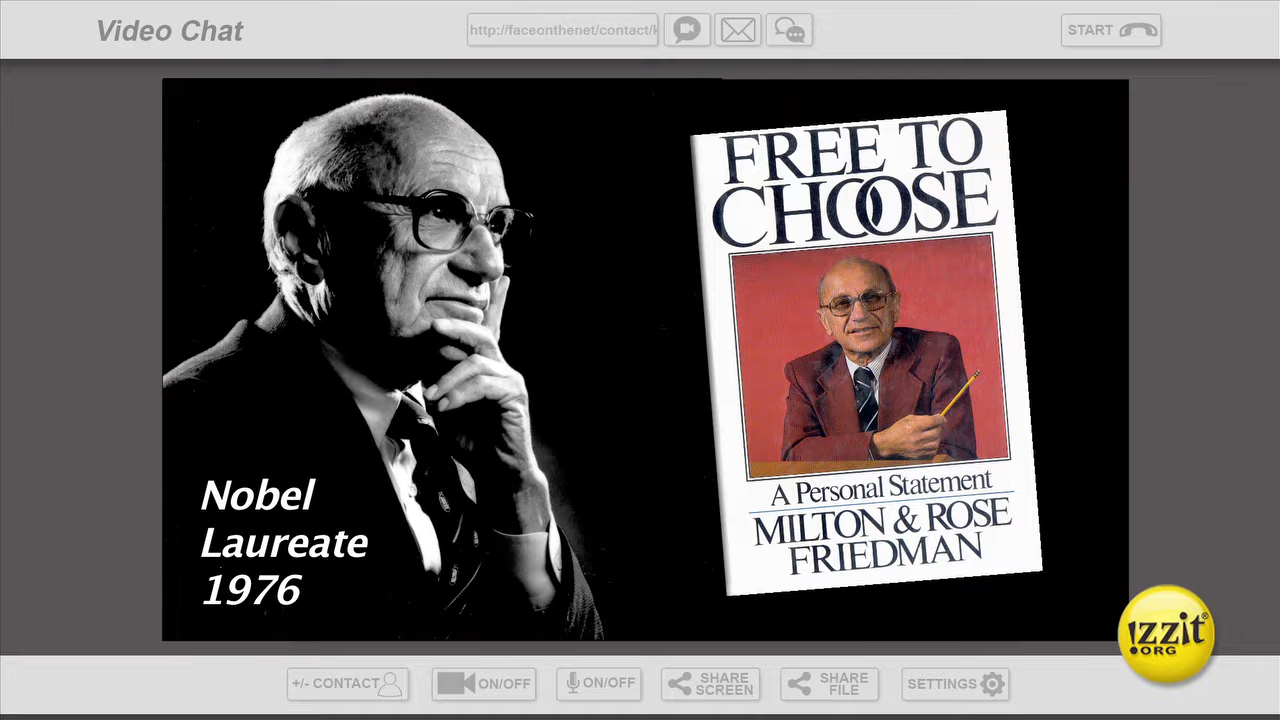 Video Chat
http://faceonthenet/contact/k
START
FREE TO
CHOOSE
A Personal Statement
MILTON & ROSE
FRIEDMAN
Nobel
Laureate
1976
!zzit®
.ORG
+/- CONTACT
ON/OFF
ON/OFF
SHARE
SCREEN
SHARE
FILE
SETTINGS